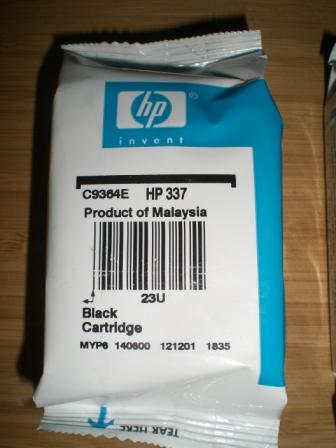 hp®
invent
C9364E HP 337
Product of Malaysia
23U
Black
Cartridge
MYP6 140600 121201 1835
TEAR HERE